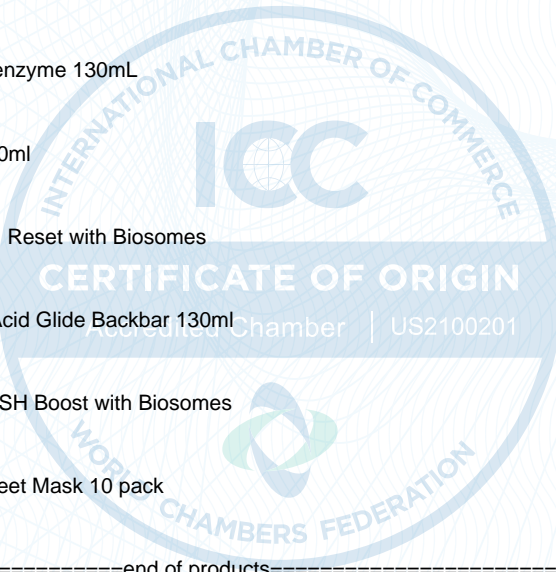 INTERNATIONAL CHAMBER OF COMMERCE
enzyme 130mL
ICC
0ml
Reset with Biosomes
CERTIFICATE OF ORIGIN
Acid Glide Backbar 130ml
Accredited Chamber | US2100201
SH Boost with Biosomes
eet Mask 10 pack
WORLD CHAMBERS FEDERATION
----------end of products----------